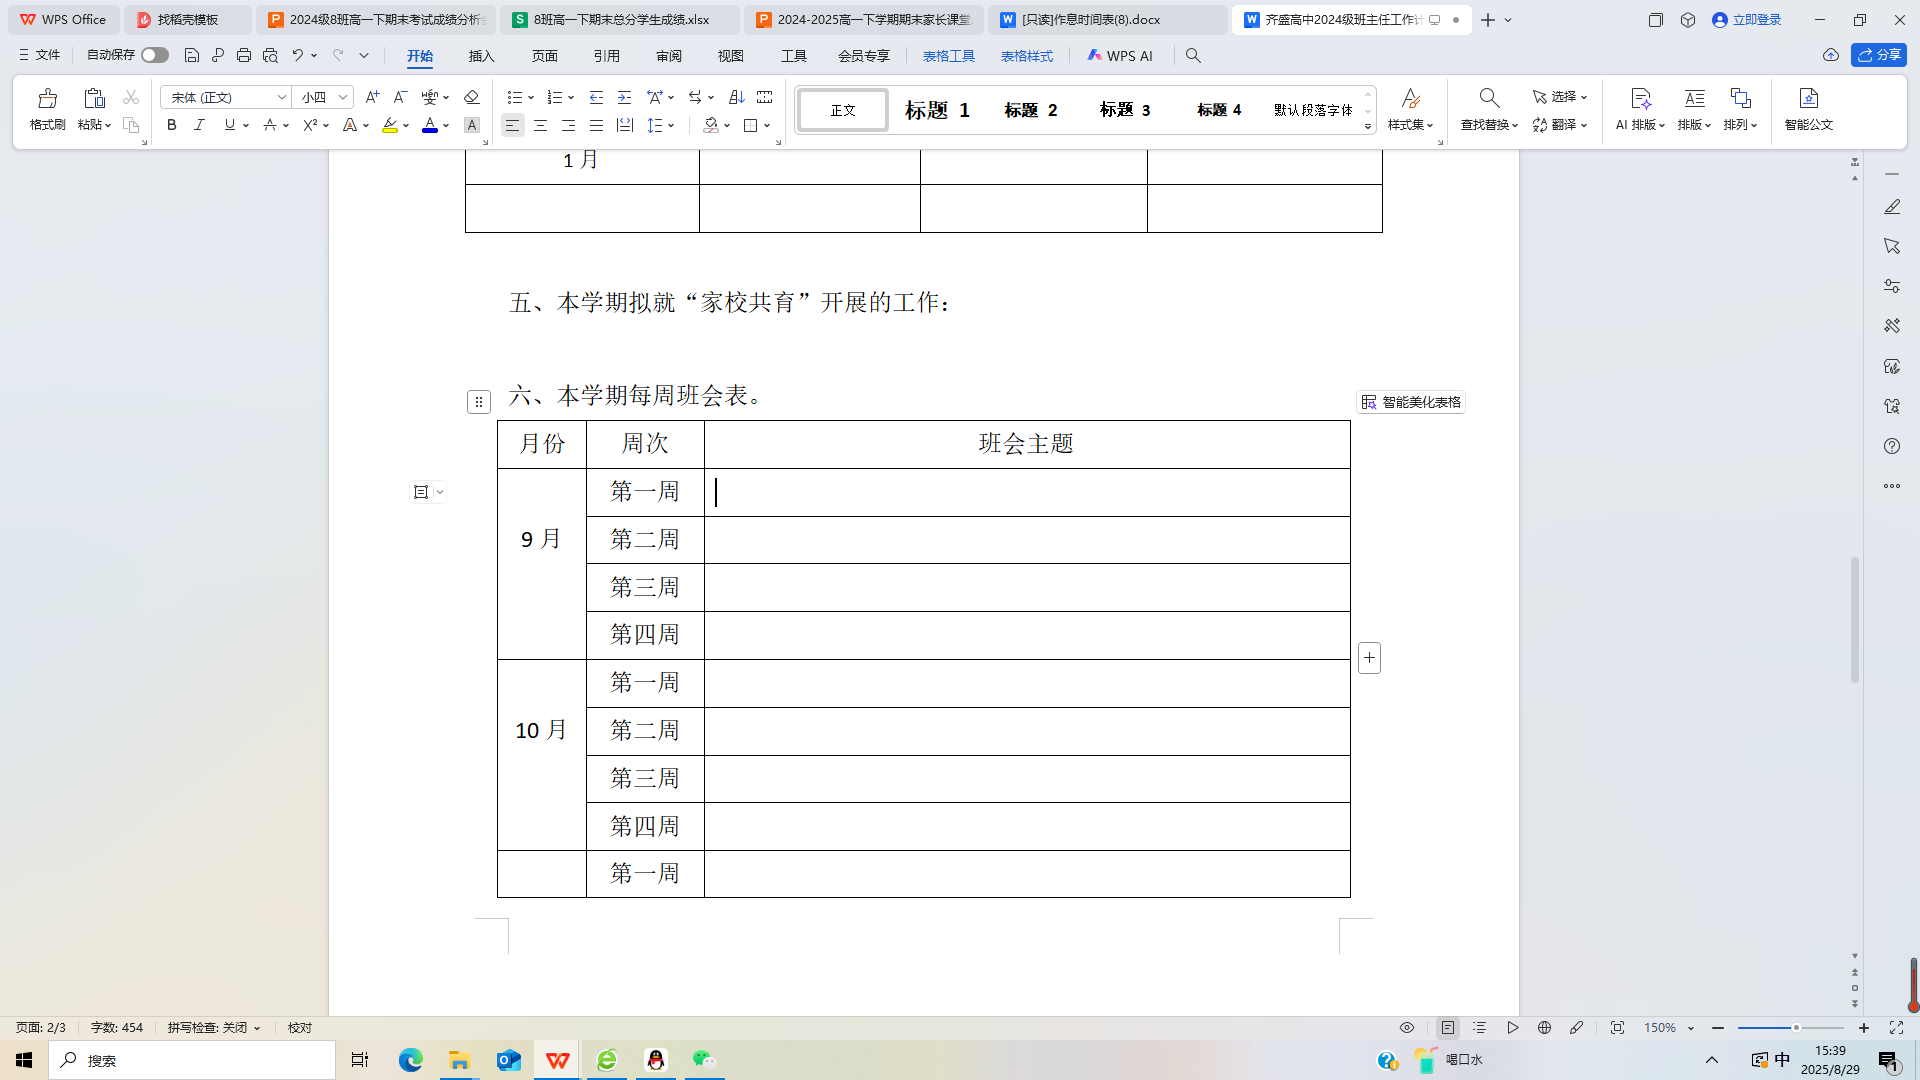 WPS Office
找稻壳模板
2024级8班高一下期末考试成绩分析会
8班高一下期末总分学生成绩.xlsx
2024-2025高一下学期期末家长课堂
[只读]作息时间表(8).docx
齐盛高中2024级班主任工作计
立即登录
文件
自动保存
开始
插入
页面
引用
审阅
视图
工具
会员专享
表格工具
表格样式
WPS AI
分享
格式刷
粘贴
宋体 (正文)
小四
正文
标题 1
标题 2
标题 3
标题 4
默认段落字体
样式集
查找替换
选择
翻译
AI 排版
排版
排列
智能公文
1 月
五、本学期拟就“家校共育”开展的工作：
六、本学期每周班会表。
智能美化表格
月份 周次 班会主题
9 月
第一周
第二周
第三周
第四周
10 月
第一周
第二周
第三周
第四周
第一周
页面: 2/3
字数: 454
拼写检查: 关闭
校对
150%
搜索
喝口水
中
15:39
2025/8/29
1